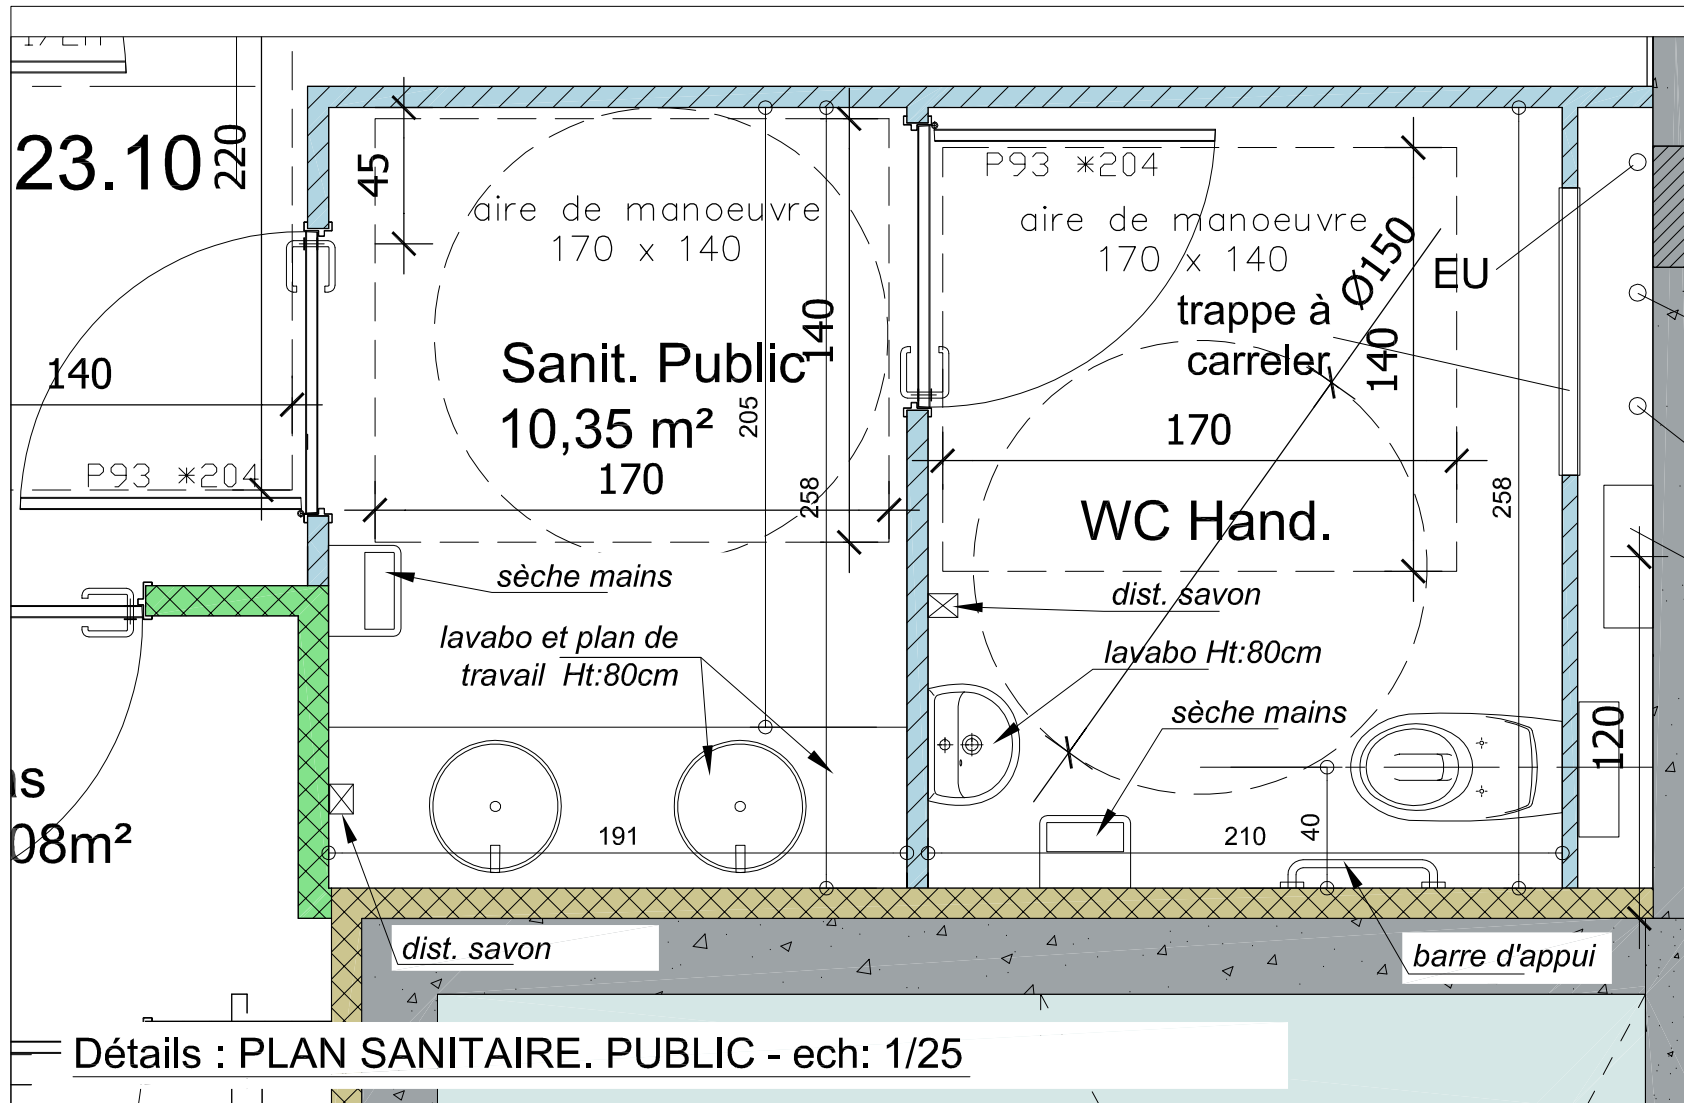 23.10
220
45
aire de manoeuvre
170 x 140
P93 *204
aire de manoeuvre
170 x 140
Ø150
EU
trappe à
carreler
140
140
140
Sanit. Public
10,35 m²
205
170
170
P93 *204
258
258
WC Hand.
sèche mains
dist. savon
lavabo et plan de
travail Ht:80cm
lavabo Ht:80cm
sèche mains
120
08m²
191
210
40
dist. savon
barre d'appui
Détails : PLAN SANITAIRE. PUBLIC - ech: 1/25